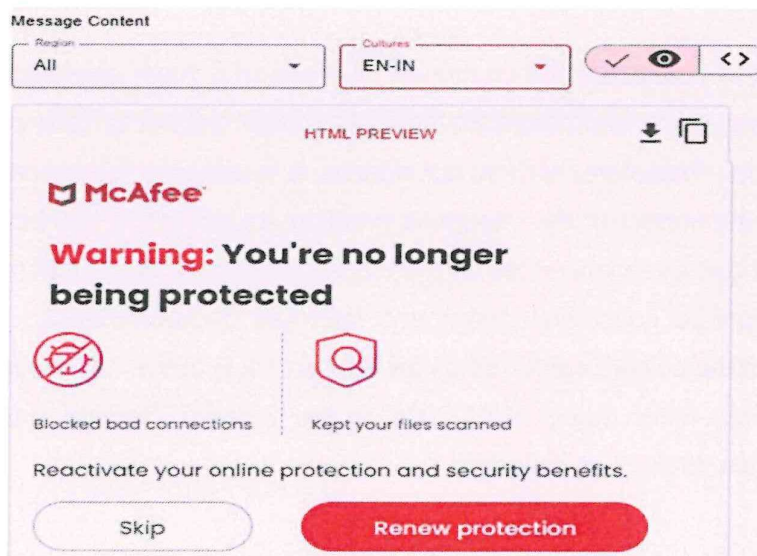 Message Content
Region
All
Cultures
EN-IN
HTML PREVIEW
McAfee
Warning: You're no longer
being protected
Blocked bad connections
Kept your files scanned
Reactivate your online protection and security benefits.
Skip
Renew protection